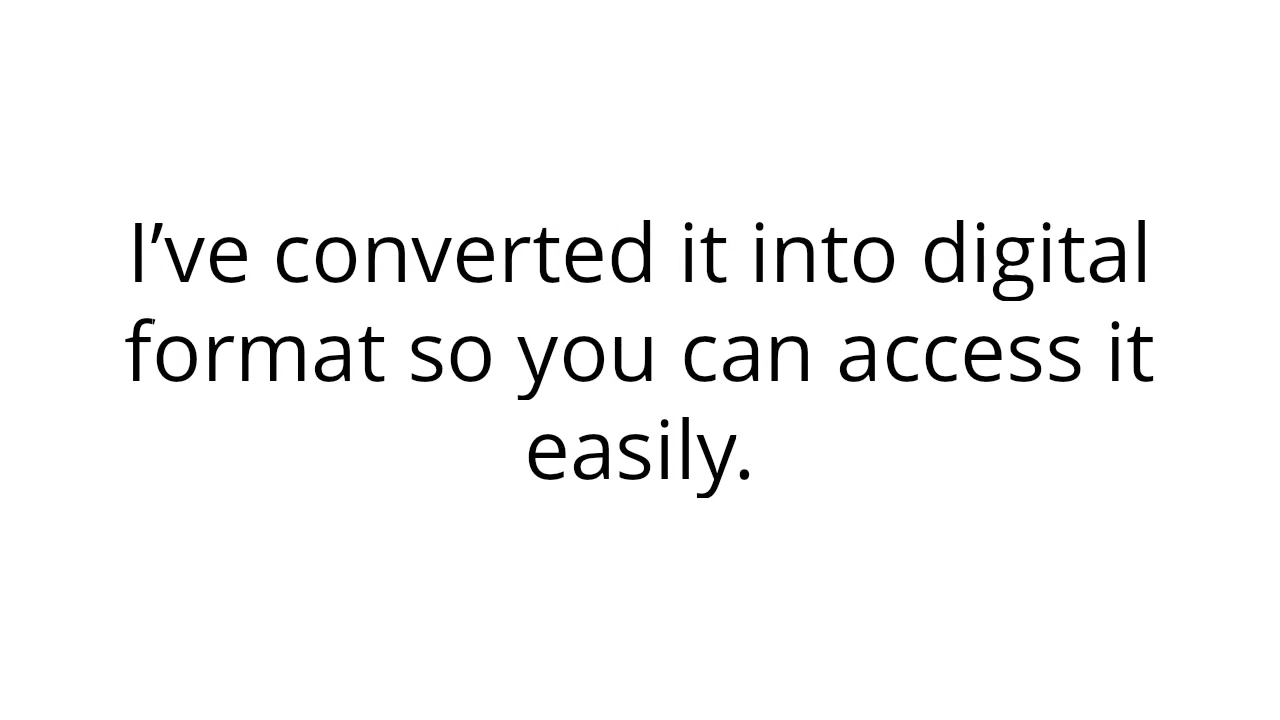 I’ve converted it into digital
format so you can access it
easily.